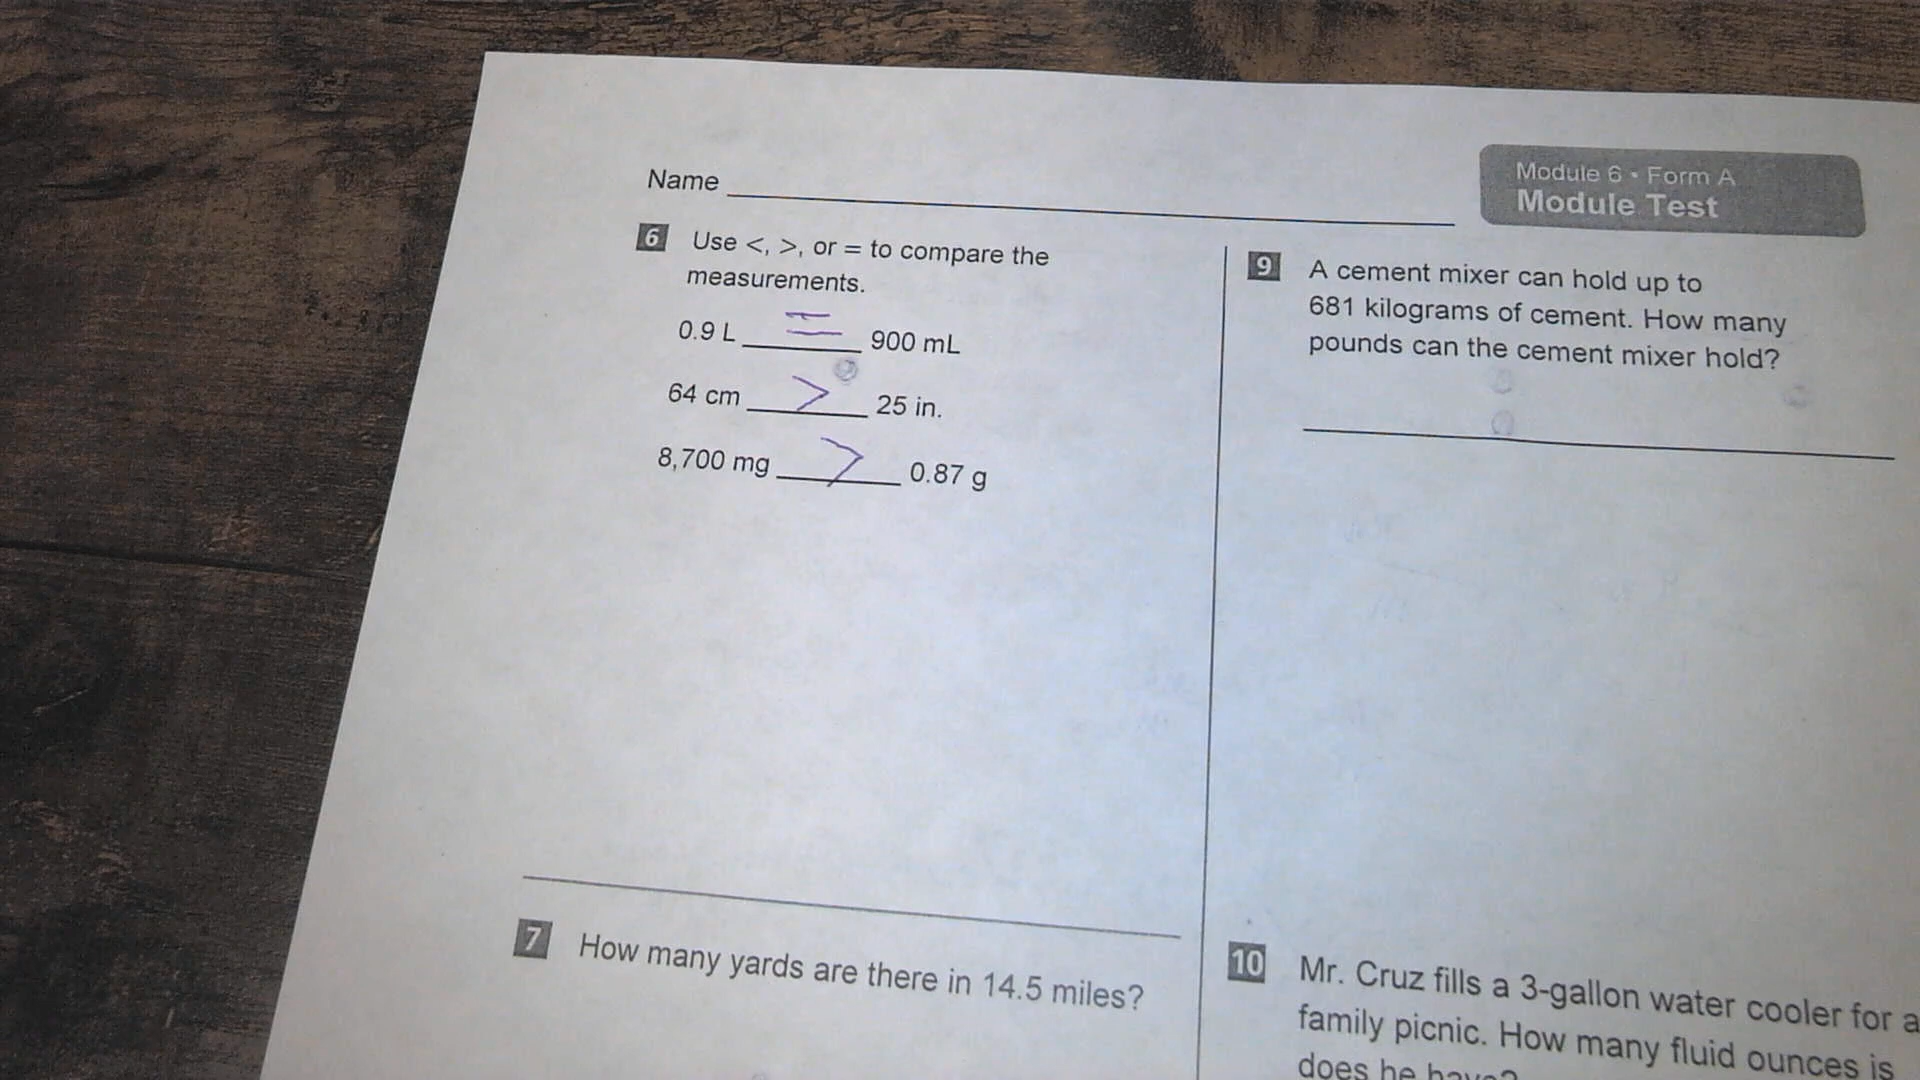 Name
Module 6 • Form A
Module Test
6 Use <, >, or = to compare the
measurements.
0.9 L = 900 mL
64 cm > 25 in.
8,700 mg > 0.87 g
7 How many yards are there in 14.5 miles?
9 A cement mixer can hold up to
681 kilograms of cement. How many
pounds can the cement mixer hold?
10 Mr. Cruz fills a 3-gallon water cooler for a
family picnic. How many fluid ounces is
does he have?